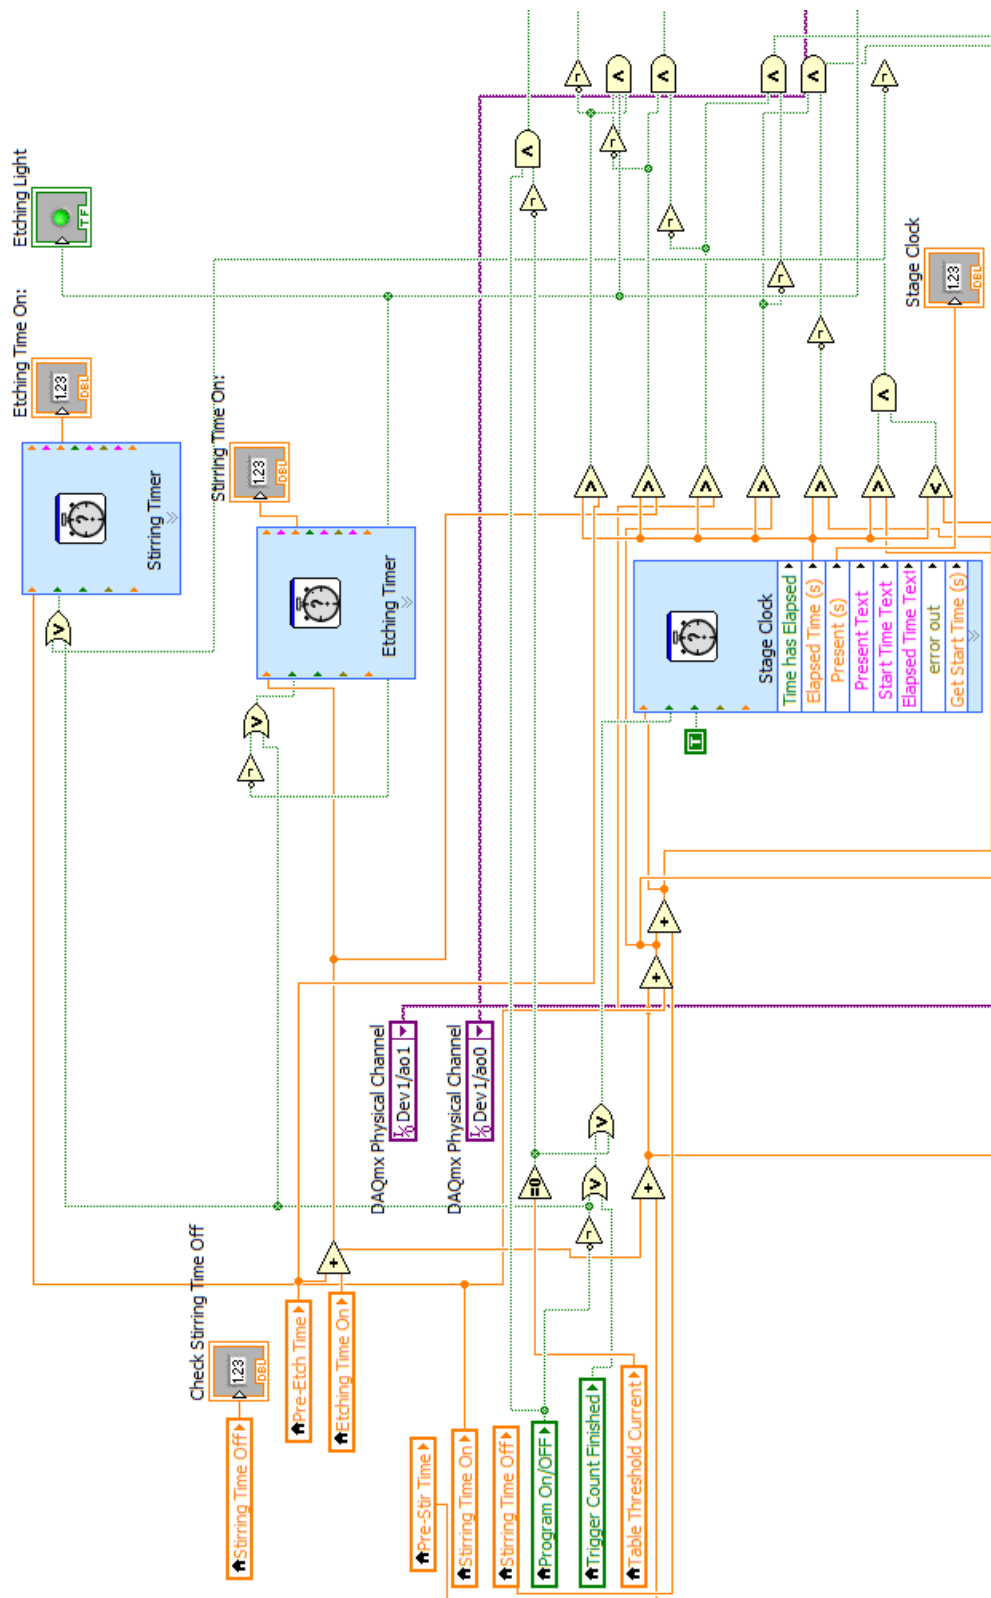 Check Stirring Time Off
1.23
DBL
Stirring Time Off
Pre-Etch Time
Etching Time On
Pre-Stir Time
Stirring Time On
Stirring Time Off
Program On/OFF
Trigger Count Finished
Table Threshold Current
DAQmx Physical Channel
I/O Dev1/ao1
DAQmx Physical Channel
I/O Dev1/ao0
=0
+
+
+
+
V
V
V
V
T
Stirring Timer
?
Etching Timer
?
Stage Clock
?
Time has Elapsed
Elapsed Time (s)
Present (s)
Present Text
Start Time Text
Elapsed Time Text
error out
Get Start Time (s)
Etching Time On:
1.23
DBL
Stirring Time On:
1.23
DBL
Etching Light
TF
Stage Clock
1.23
DBL